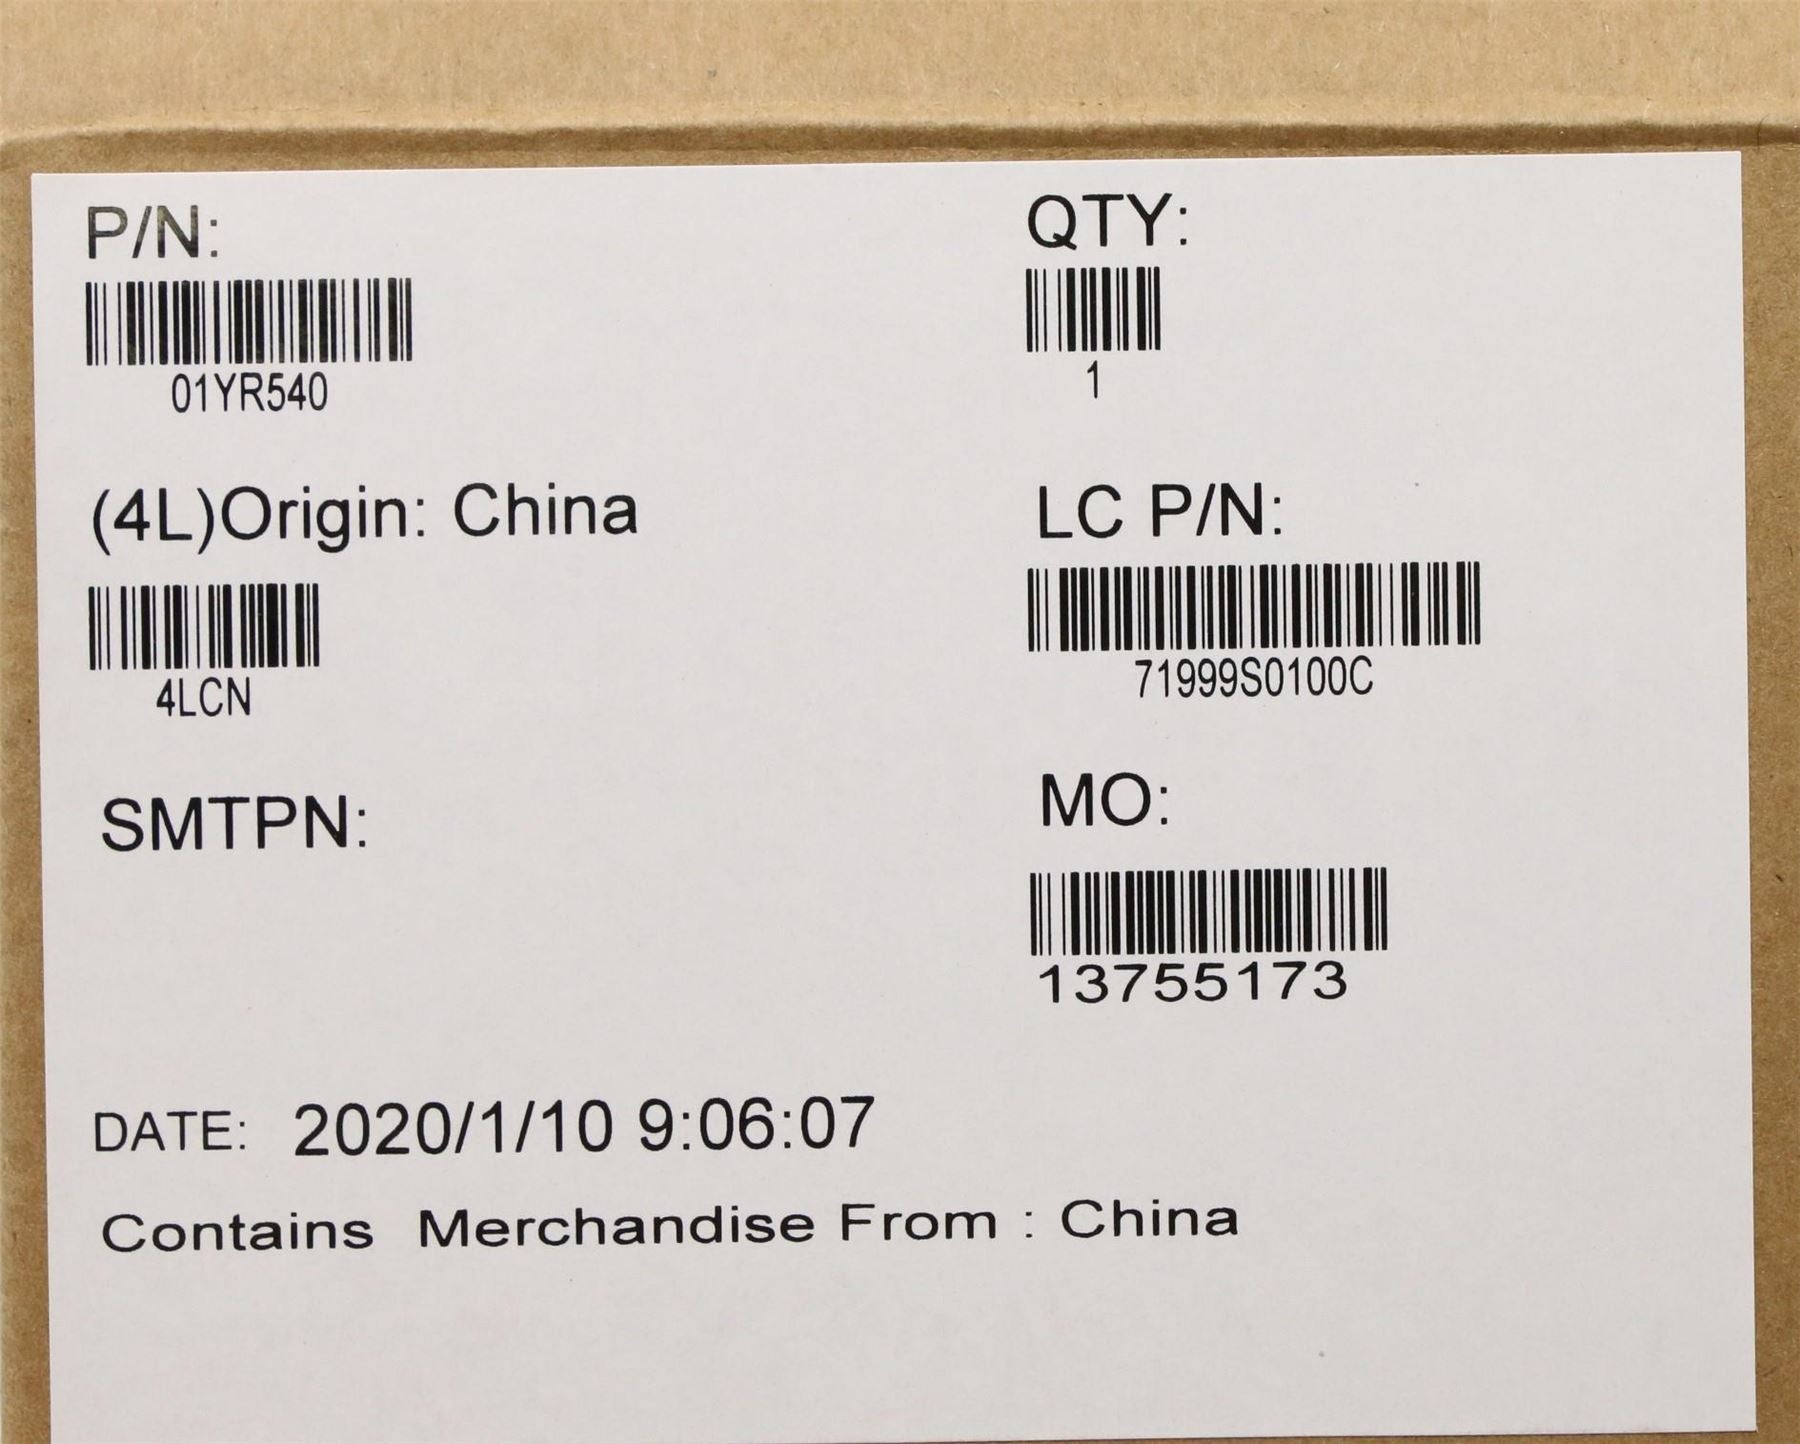 P/N:
QTY:
01YR540
1
(4L)Origin: China
LC P/N:
4LCN
71999S0100C
SMTPN:
MO:
13755173
DATE: 2020/1/10 9:06:07
Contains Merchandise From : China